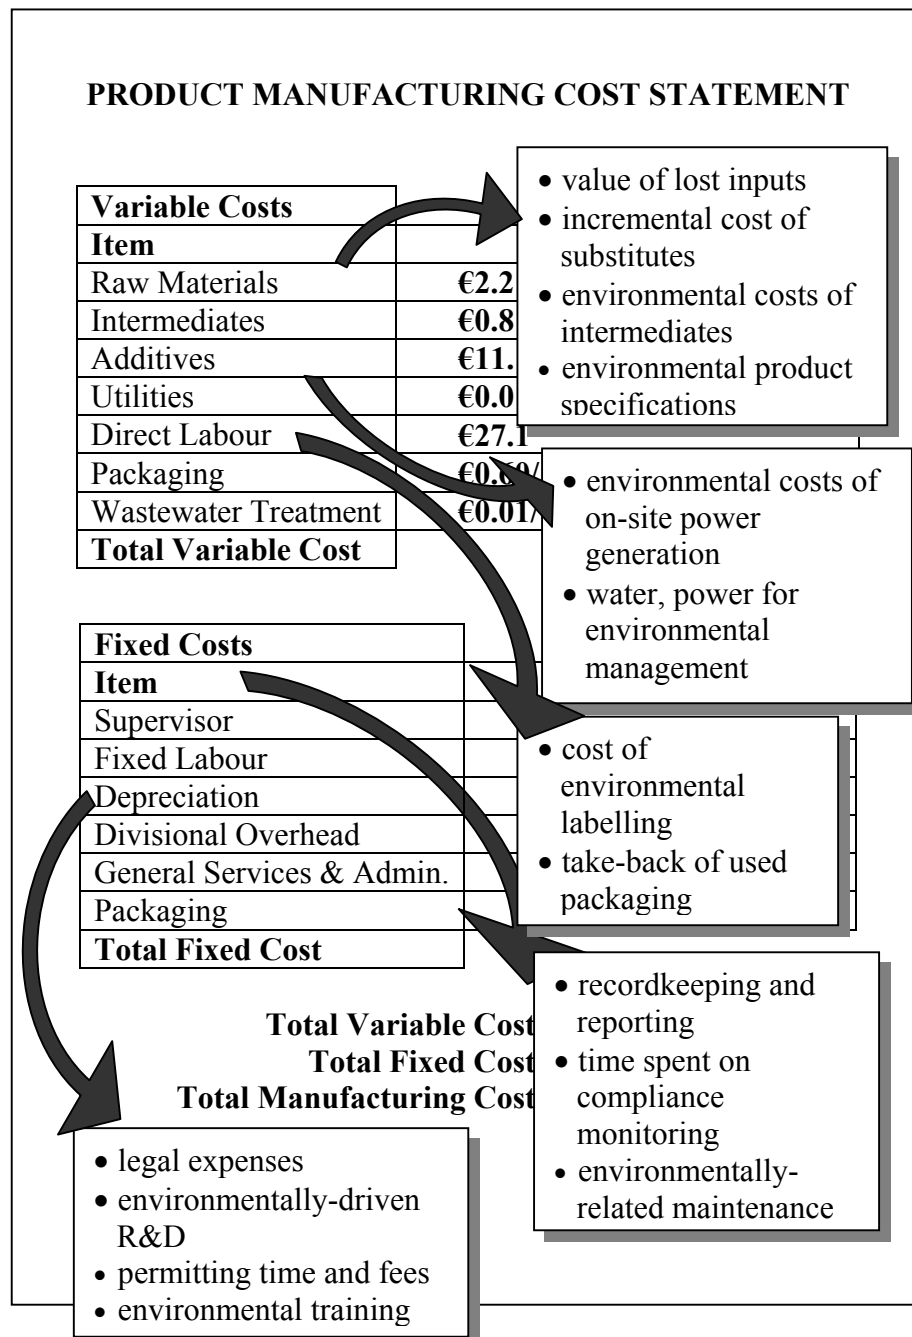 PRODUCT MANUFACTURING COST STATEMENT
Variable Costs
Item
Raw Materials €2.2
Intermediates €0.8
Additives €11.
Utilities €0.0
Direct Labour €27.1
Packaging €0.60/
Wastewater Treatment €0.01/
Total Variable Cost
• value of lost inputs
• incremental cost of
substitutes
• environmental costs of
intermediates
• environmental product
specifications
• environmental costs of
on-site power
generation
• water, power for
environmental
management
Fixed Costs
Item
Supervisor
Fixed Labour
Depreciation
Divisional Overhead
General Services & Admin.
Packaging
Total Fixed Cost
• cost of
environmental
labelling
• take-back of used
packaging
Total Variable Cost
Total Fixed Cost
Total Manufacturing Cost
• recordkeeping and
reporting
• time spent on
compliance
monitoring
• environmentally-
related maintenance
• legal expenses
• environmentally-driven
R&D
• permitting time and fees
• environmental training